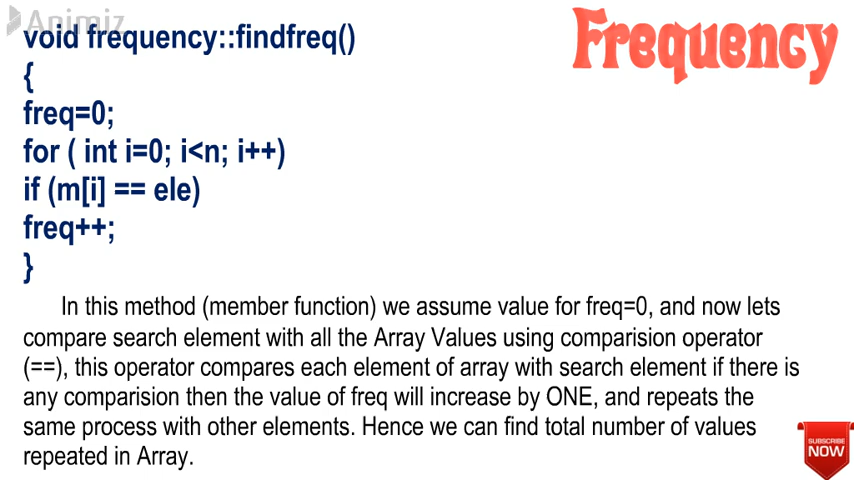 Animiz
Frequency
void frequency::findfreq()
{
freq=0;
for ( int i=0; i<n; i++)
if (m[i] == ele)
freq++;
}
In this method (member function) we assume value for freq=0, and now lets
compare search element with all the Array Values using comparision operator
(==), this operator compares each element of array with search element if there is
any comparision then the value of freq will increase by ONE, and repeats the
same process with other elements. Hence we can find total number of values
repeated in Array.
SUBSCRIBE
NOW